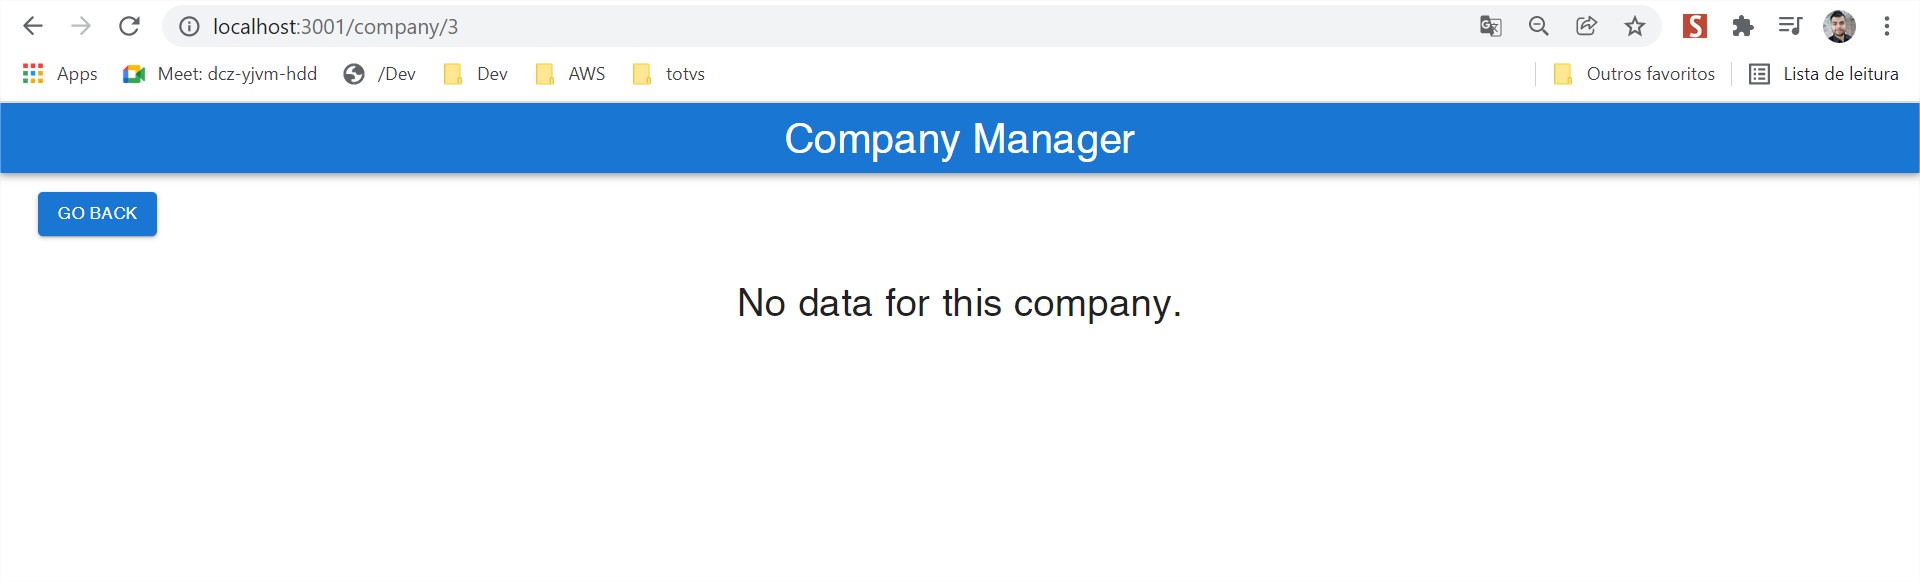 localhost:3001/company/3
Apps Meet: dcz-yjvm-hdd /Dev Dev AWS totvs Outros favoritos Lista de leitura
Company Manager
GO BACK
No data for this company.